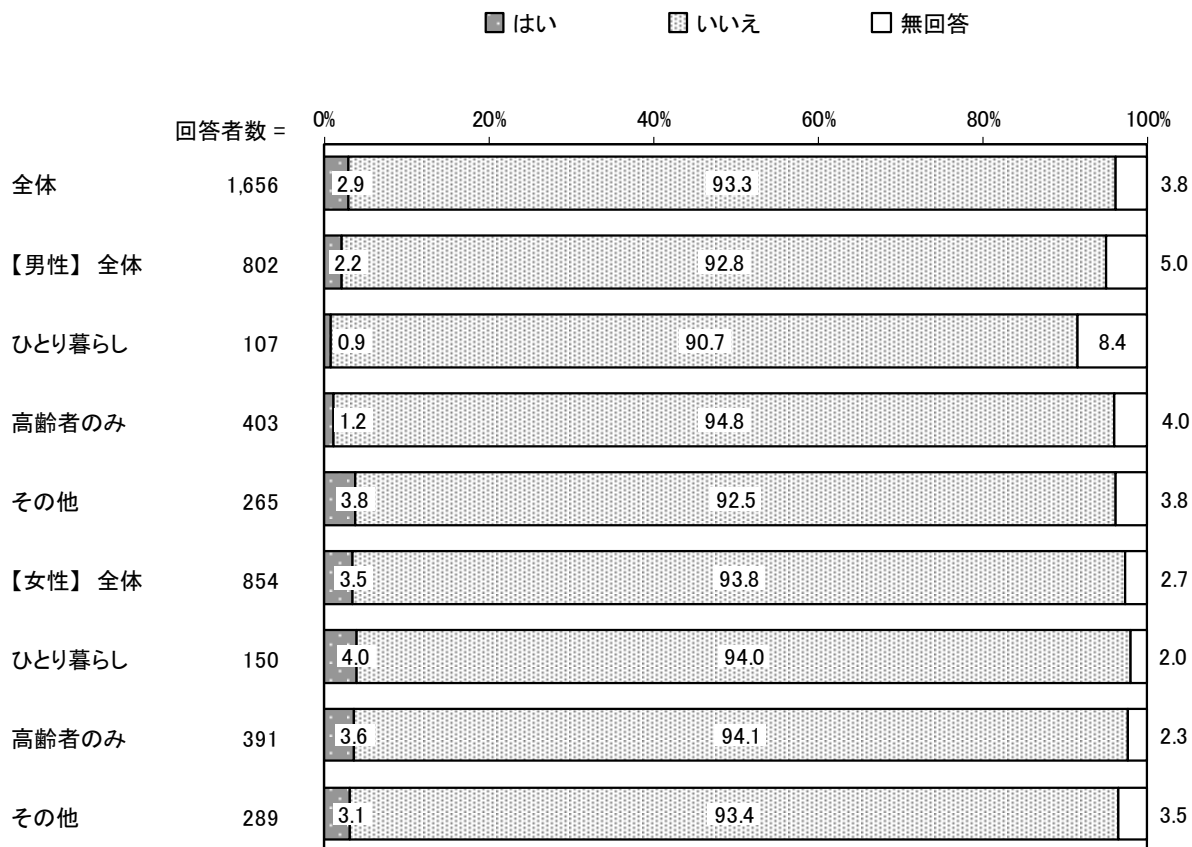 はい いいえ 無回答
回答者数 = 0% 20% 40% 60% 80% 100%
全体 1,656 2.9 93.3 3.8
【男性】 全体 802 2.2 92.8 5.0
ひとり暮らし 107 0.9 90.7 8.4
高齢者のみ 403 1.2 94.8 4.0
その他 265 3.8 92.5 3.8
【女性】 全体 854 3.5 93.8 2.7
ひとり暮らし 150 4.0 94.0 2.0
高齢者のみ 391 3.6 94.1 2.3
その他 289 3.1 93.4 3.5